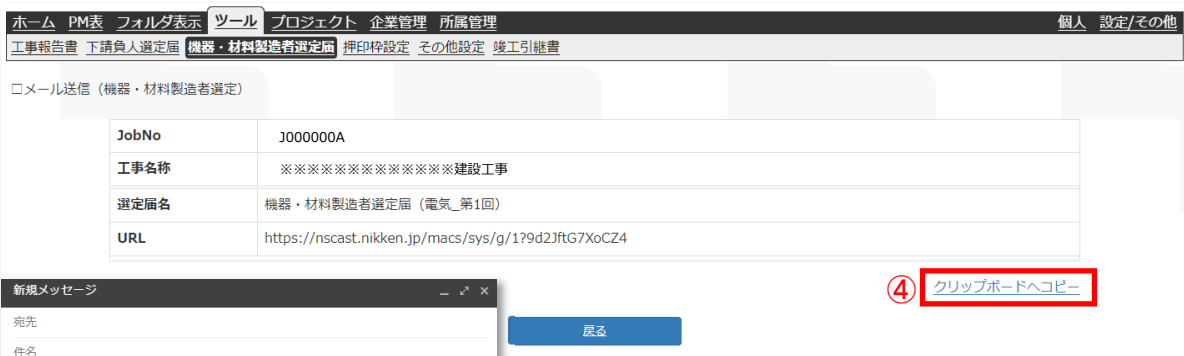 ホーム PM表 フォルダ表示 ツール プロジェクト 企業管理 所属管理 個人 設定/その他
工事報告書 下請負人選定届 機器・材料製造者選定届 押印枠設定 その他設定 竣工引継書
□メール送信（機器・材料製造者選定）
JobNo J000000A
工事名称 ※※※※※※※※※※※※※建設工事
選定届名 機器・材料製造者選定届（電気_第1回）
URL https://nscast.nikken.jp/macs/sys/g/1?9d2JftG7XoCZ4
④ クリップボードへコピー
新規メッセージ
宛先
戻る
件名